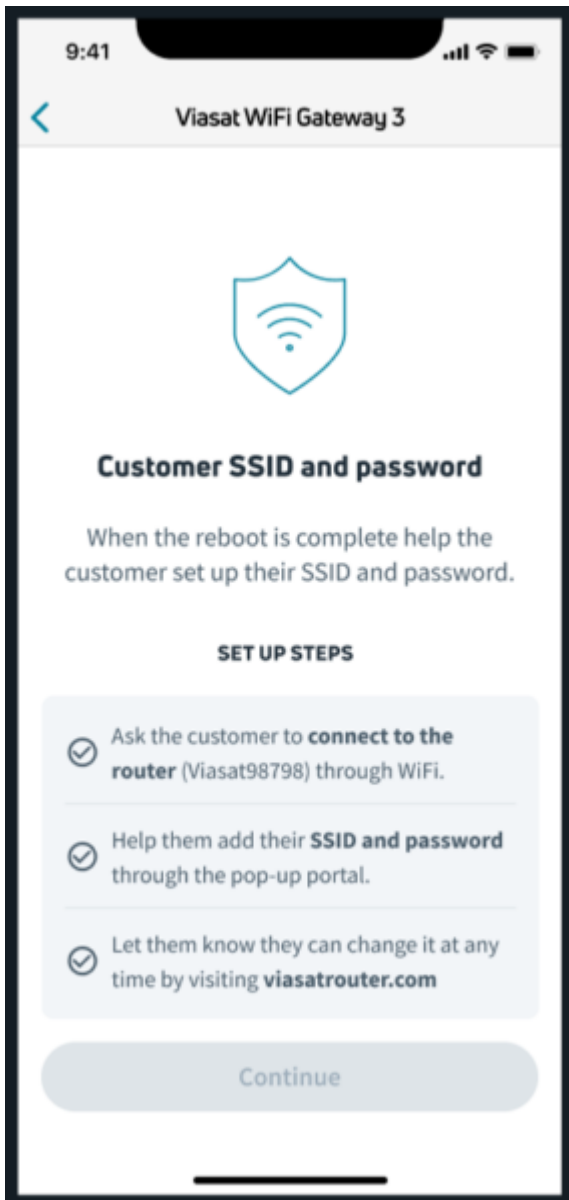 9:41
Viasat WiFi Gateway 3
Customer SSID and password
When the reboot is complete help the
customer set up their SSID and password.
SET UP STEPS
Ask the customer to connect to the
router (Viasat98798) through WiFi.
Help them add their SSID and password
through the pop-up portal.
Let them know they can change it at any
time by visiting viasatrouter.com
Continue